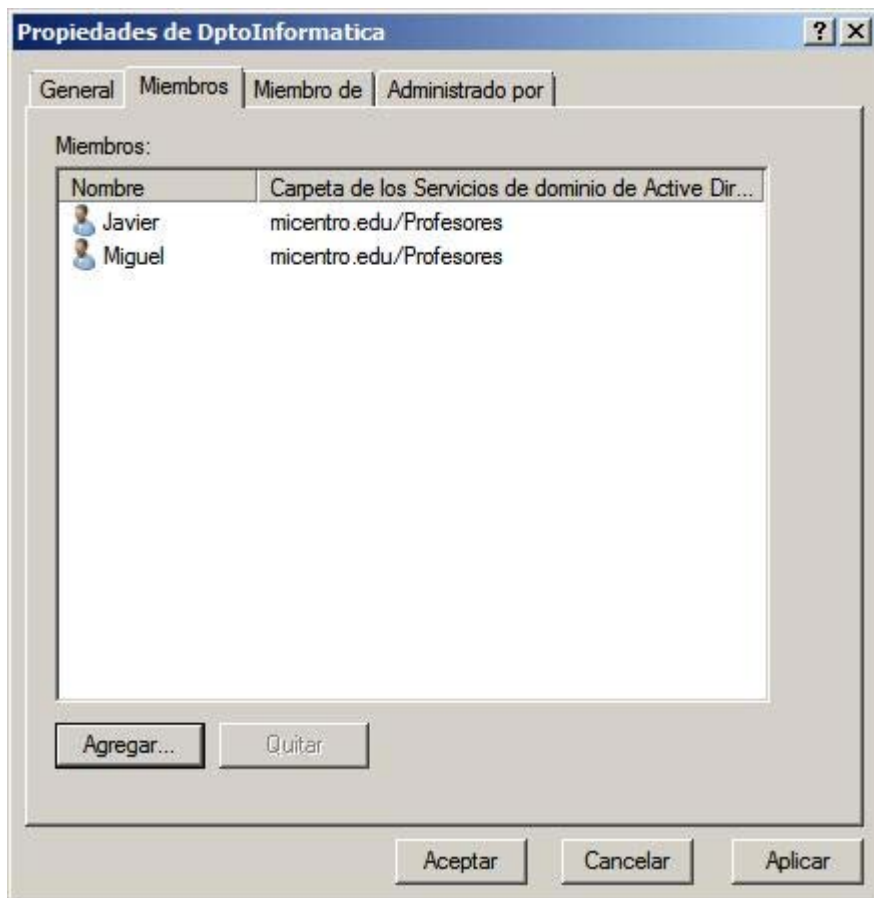 Propiedades de DptoInformatica
General Miembros Miembro de Administrado por
Miembros:
Nombre Carpeta de los Servicios de dominio de Active Dir...
Javier micentro.edu/Profesores
Miguel micentro.edu/Profesores
Agregar... Quitar
Aceptar Cancelar Aplicar